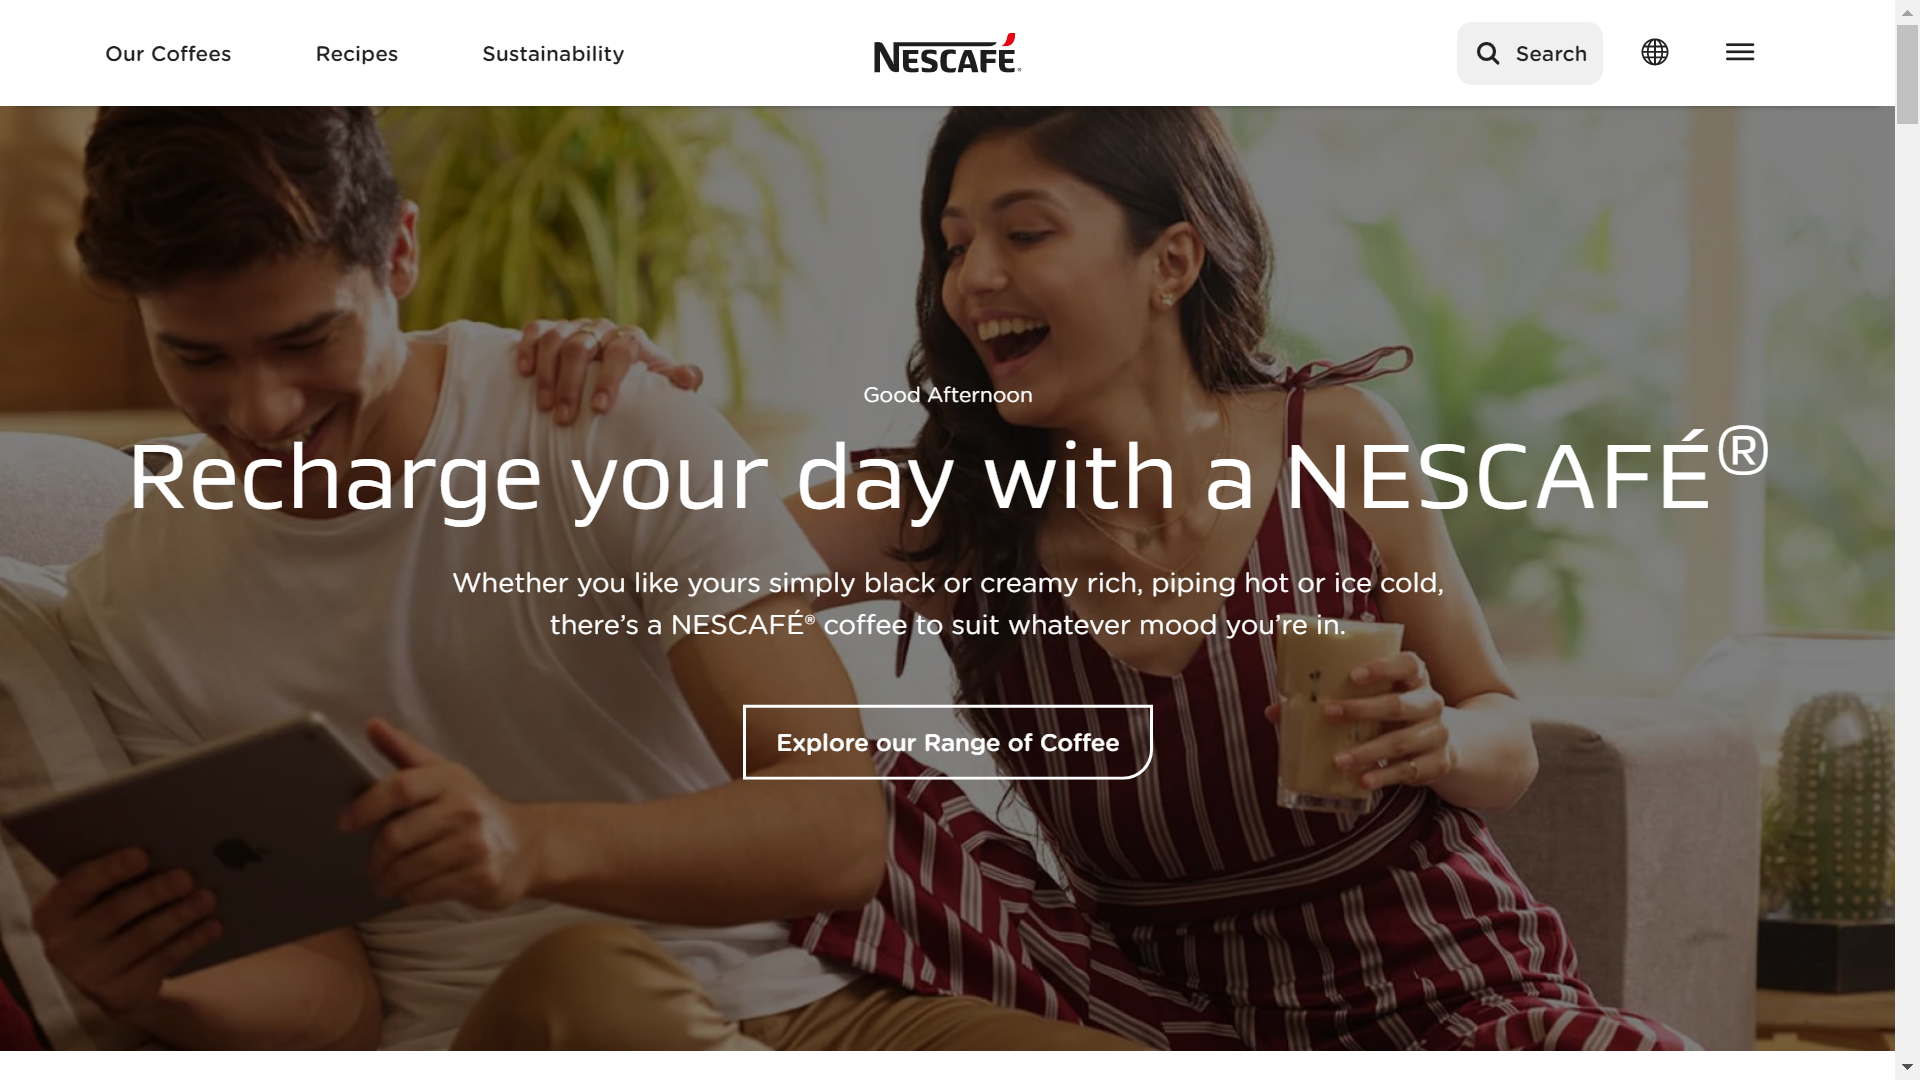 Our Coffees
Recipes
Sustainability
NESCAFÉ®
Search
Good Afternoon
Recharge your day with a NESCAFÉ®
Whether you like yours simply black or creamy rich, piping hot or ice cold,
there’s a NESCAFÉ® coffee to suit whatever mood you’re in.
Explore our Range of Coffee